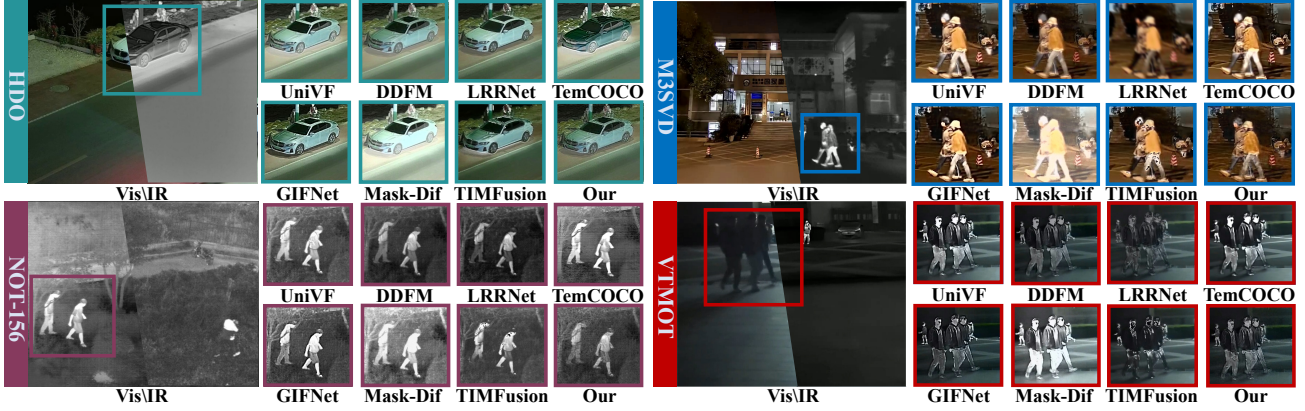 HDO
UniVF DDFM LRRNet TemCOCO
GIFNet Mask-Dif TIMFusion Our
Vis\IR
M3SVD
UniVF DDFM LRRNet TemCOCO
GIFNet Mask-Dif TIMFusion Our
Vis\IR
NOT-156
UniVF DDFM LRRNet TemCOCO
GIFNet Mask-Dif TIMFusion Our
Vis\IR
VTMOT
UniVF DDFM LRRNet TemCOCO
GIFNet Mask-Dif TIMFusion Our
Vis\IR